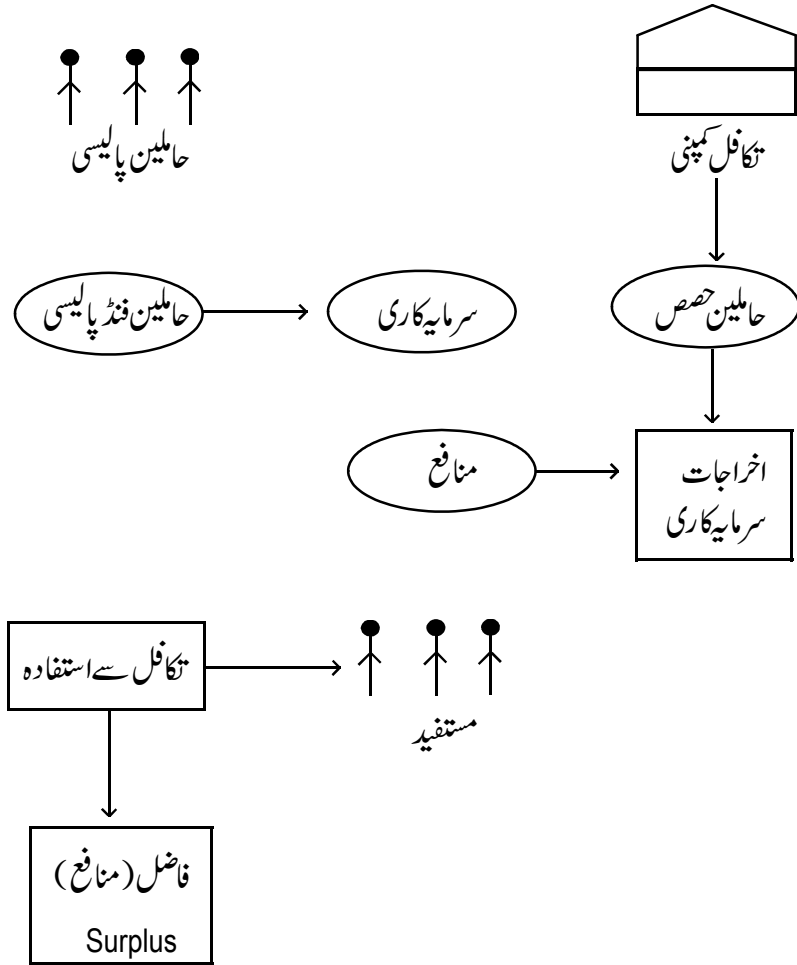 تکافل کمپنی
حاملین پالیسی
حاملین حصص
سرمایہ کاری
حاملین فنڈ پالیسی
اخراجات
سرمایہ کاری
منافع
تکافل سے استفادہ
مستفید
فاضل (منافع)
Surplus